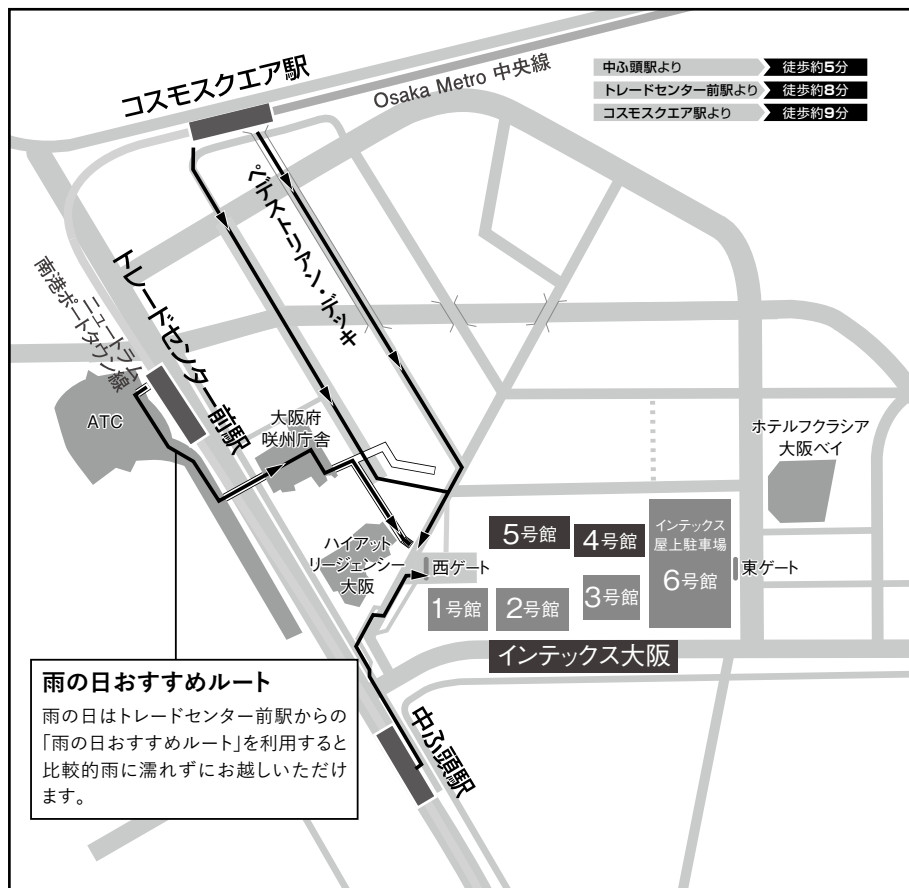 コスモスクエア駅
Osaka Metro 中央線
中ふ頭駅より 徒歩約5分
トレードセンター前駅より 徒歩約8分
コスモスクエア駅より 徒歩約9分
ペデストリアン・デッキ
トレードセンター前駅
ニュートラム
南港ポートタウン線
ATC
大阪府
咲州庁舎
ホテルフクラシア
大阪ベイ
ハイアット
リージェンシー
大阪
西ゲート
5号館
4号館
インテックス
屋上駐車場
6号館
東ゲート
1号館
2号館
3号館
インテックス大阪
中ふ頭駅
雨の日おすすめルート
雨の日はトレードセンター前駅からの
「雨の日おすすめルート」を利用すると
比較的雨に濡れずにお越しいただけ
ます。